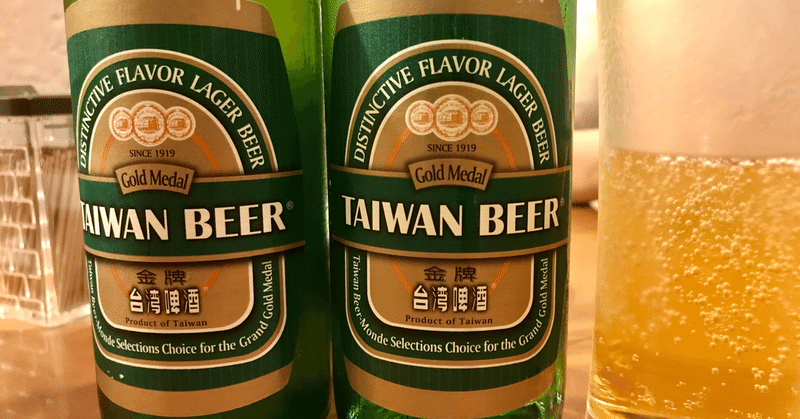 DISTINCTIVE FLAVOR LAGER BEER
SINCE 1919
Gold Medal
TAIWAN BEER®
金牌
台湾啤酒
Product of Taiwan
Taiwan Beer-Monde Selections Choice for the Grand Gold Medal
DISTINCTIVE FLAVOR LAGER BEER
SINCE 1919
Gold Medal
TAIWAN BEER®
金牌
台湾啤酒
Product of Taiwan
Taiwan Beer-Monde Selections Choice for the Grand Gold Medal